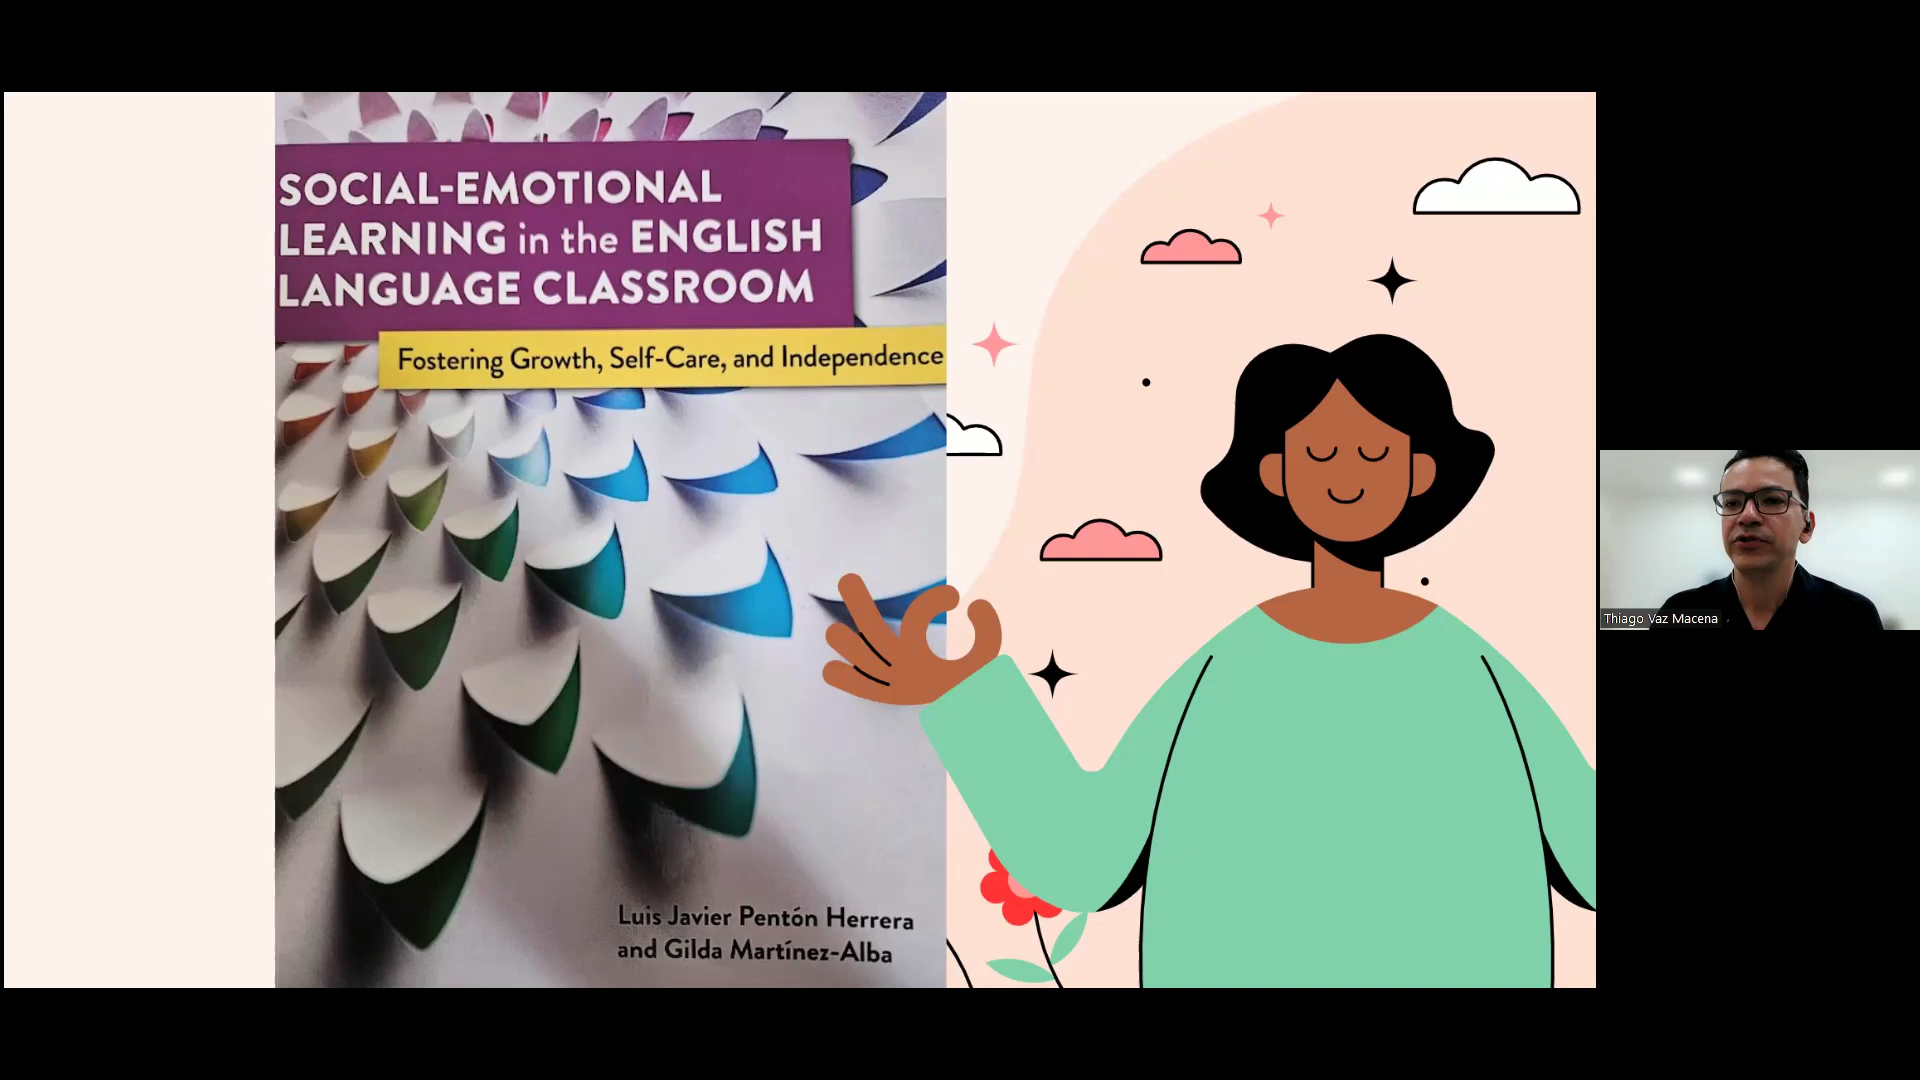 SOCIAL-EMOTIONAL
LEARNING in the ENGLISH
LANGUAGE CLASSROOM
Fostering Growth, Self-Care, and Independence
Luis Javier Pentón Herrera
and Gilda Martínez-Alba
Thiago Vaz Macena